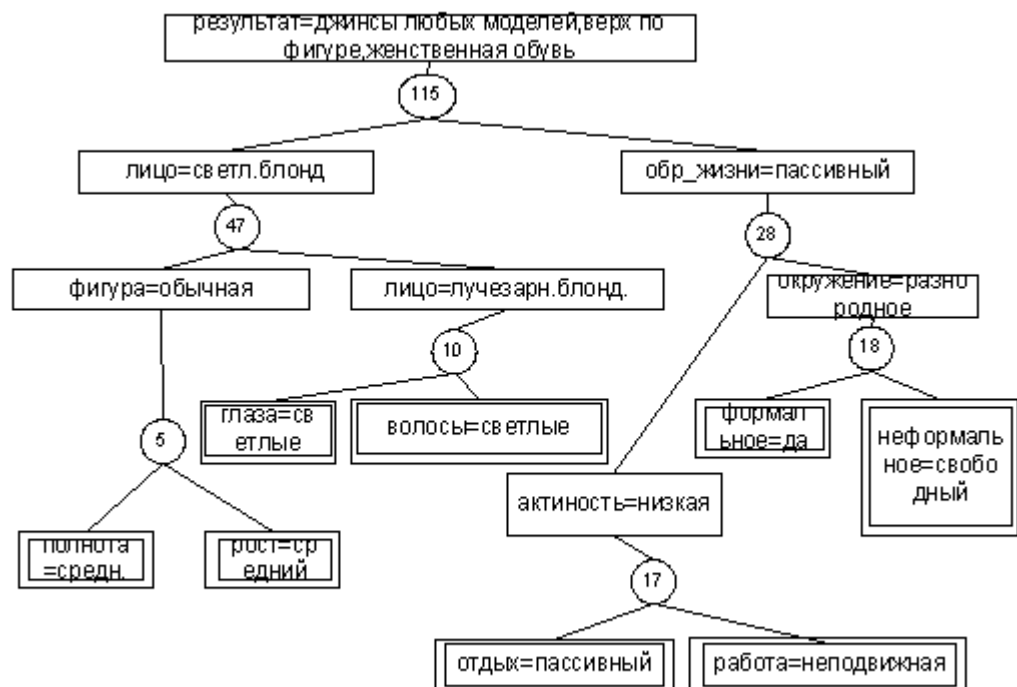 результат=джинсы любых моделей,верх по
фигуре,женственная обувь
115
лицо=светл.блонд
обр_жизни=пассивный
47
28
фигура=обычная
лицо=лучезарн.блонд.
окружение=разно
родное
10
18
глаза=св
етлые
волосы=светлые
формал
ьное=да
неформаль
ное=свобо
дный
5
актиность=низкая
полнота
=средн.
рост=ср
едний
17
отдых=пассивный
работа=неподвижная